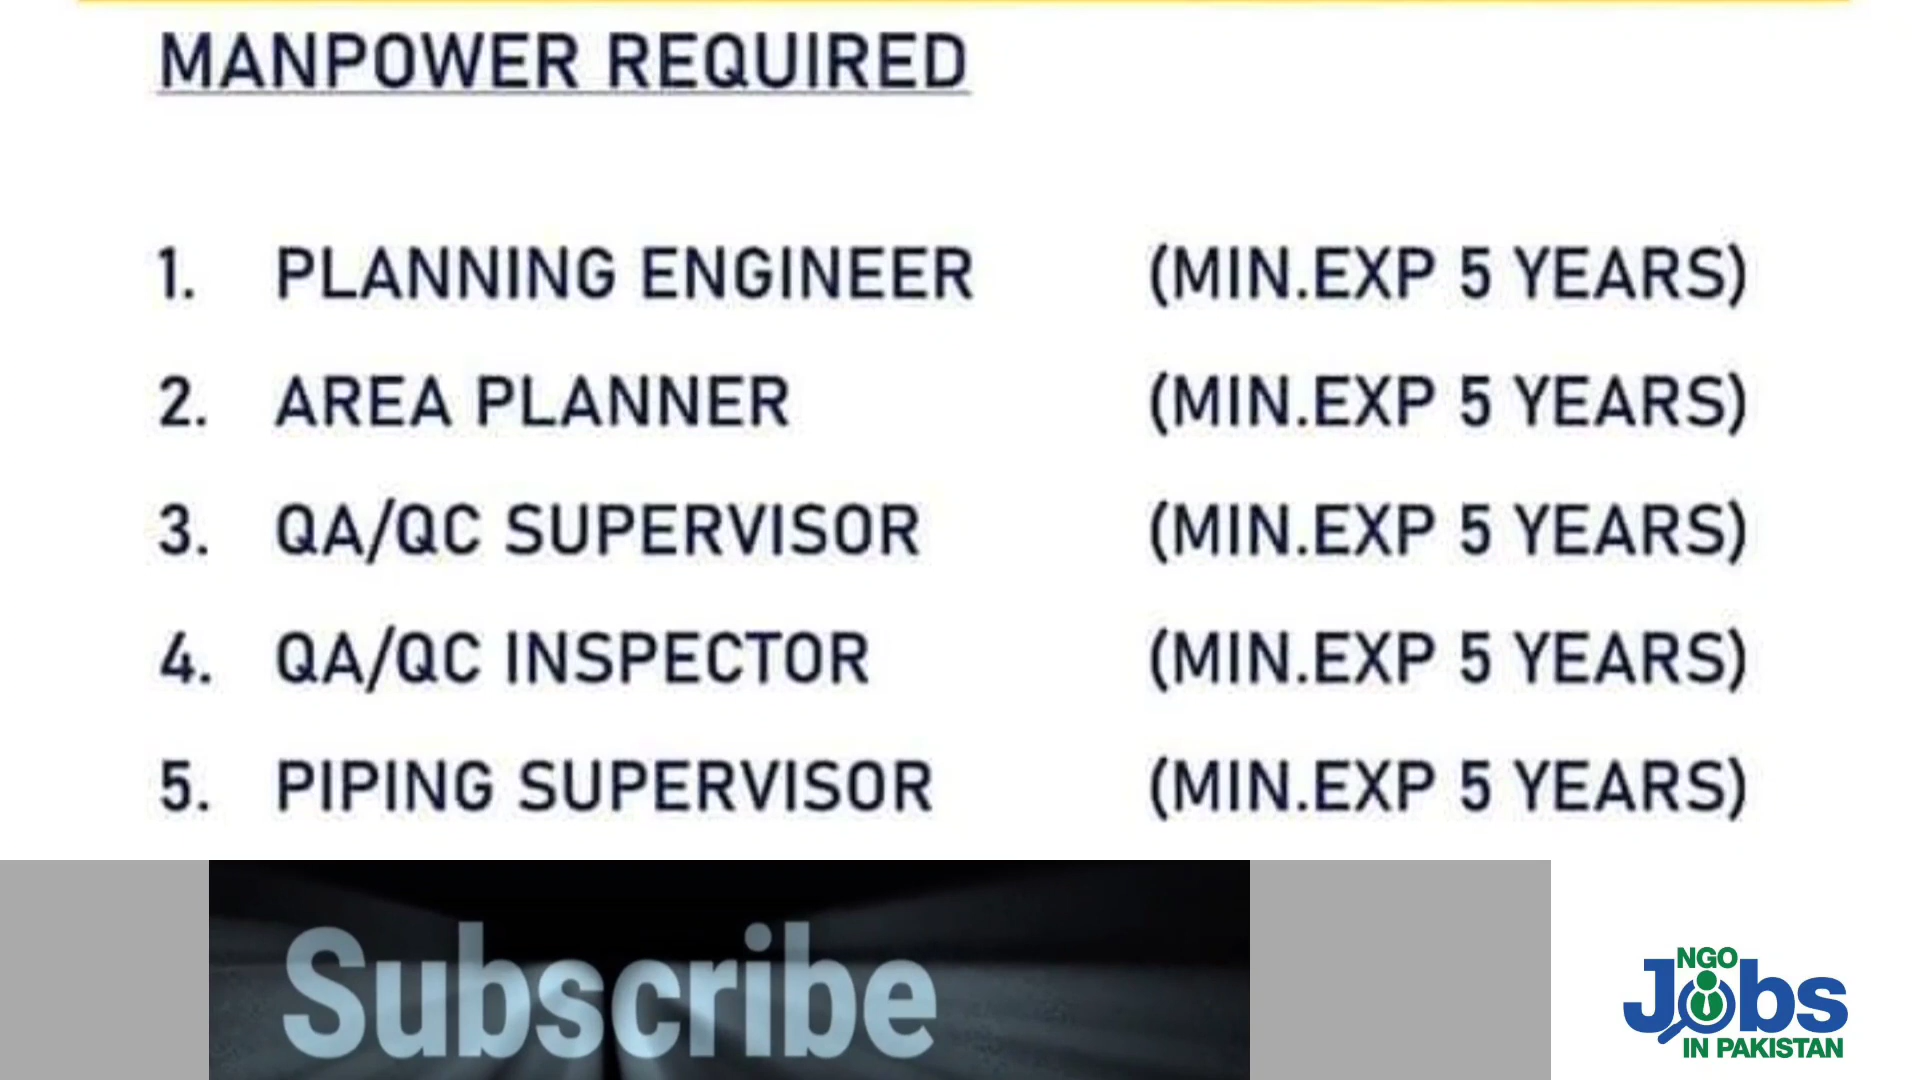 MANPOWER REQUIRED
1. PLANNING ENGINEER (MIN.EXP 5 YEARS)
2. AREA PLANNER (MIN.EXP 5 YEARS)
3. QA/QC SUPERVISOR (MIN.EXP 5 YEARS)
4. QA/QC INSPECTOR (MIN.EXP 5 YEARS)
5. PIPING SUPERVISOR (MIN.EXP 5 YEARS)
Subscribe
NGO
Jobs
IN PAKISTAN